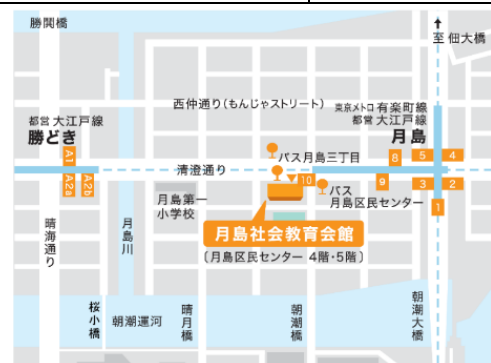 勝鬨橋
至 佃大橋
西仲通り(もんじゃストリート)
東京メトロ 有楽町線
都営 大江戸線
月島
都営 大江戸線
勝どき
A1
A2a
A2b
清澄通り
バス月島三丁目
8
5
4
10
9
3
2
1
バス
月島区民センター
月島第一
小学校
月島社会教育会館
〔月島区民センター 4階・5階〕
晴海通り
月島川
桜小橋
朝潮運河
晴月橋
朝潮橋
朝潮大橋